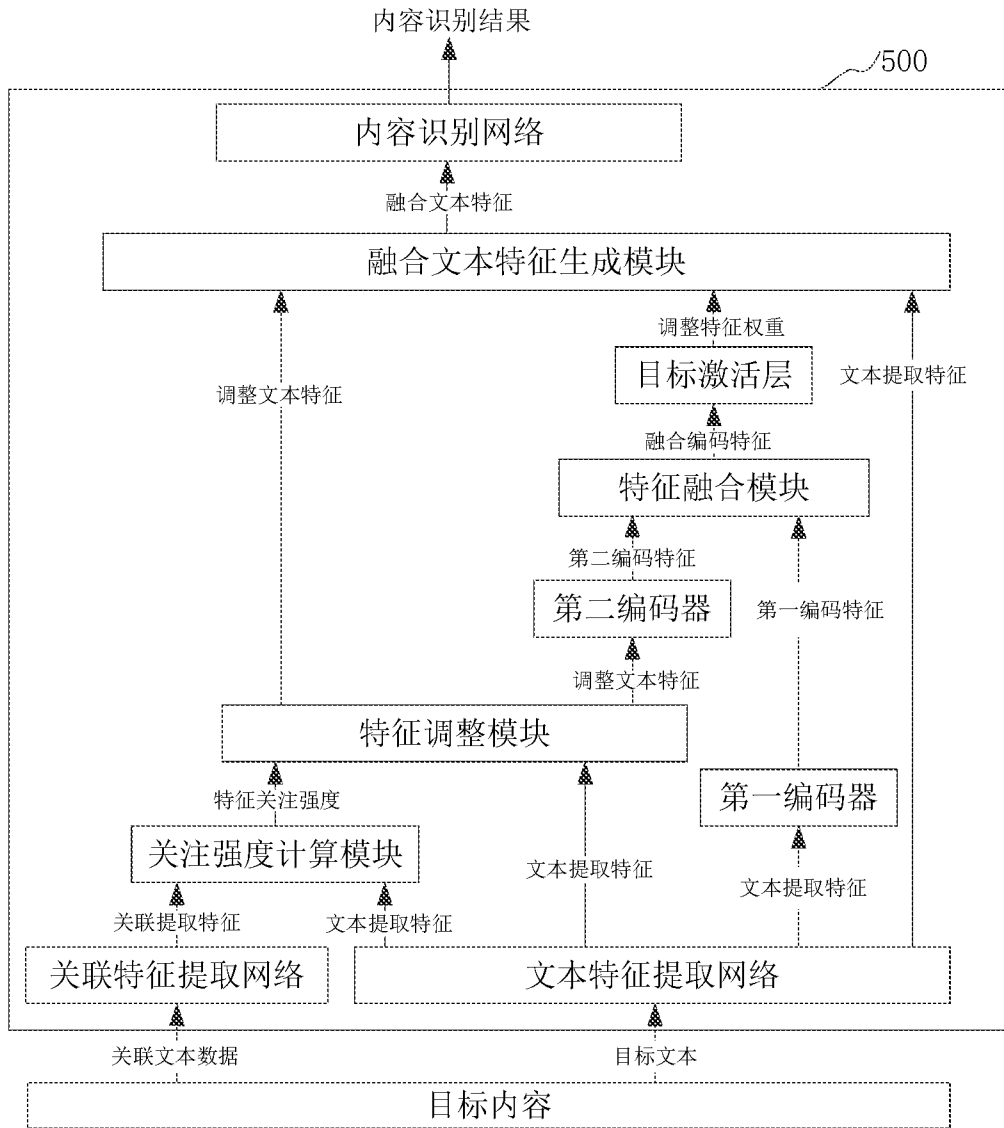 内容识别结果
500
内容识别网络
融合文本特征
融合文本特征生成模块
调整特征权重
调整文本特征
目标激活层
文本提取特征
融合编码特征
特征融合模块
第二编码特征
第二编码器
第一编码特征
调整文本特征
特征调整模块
特征关注强度
第一编码器
关注强度计算模块
文本提取特征
文本提取特征
关联提取特征
文本提取特征
关联特征提取网络
文本特征提取网络
关联文本数据
目标文本
目标内容